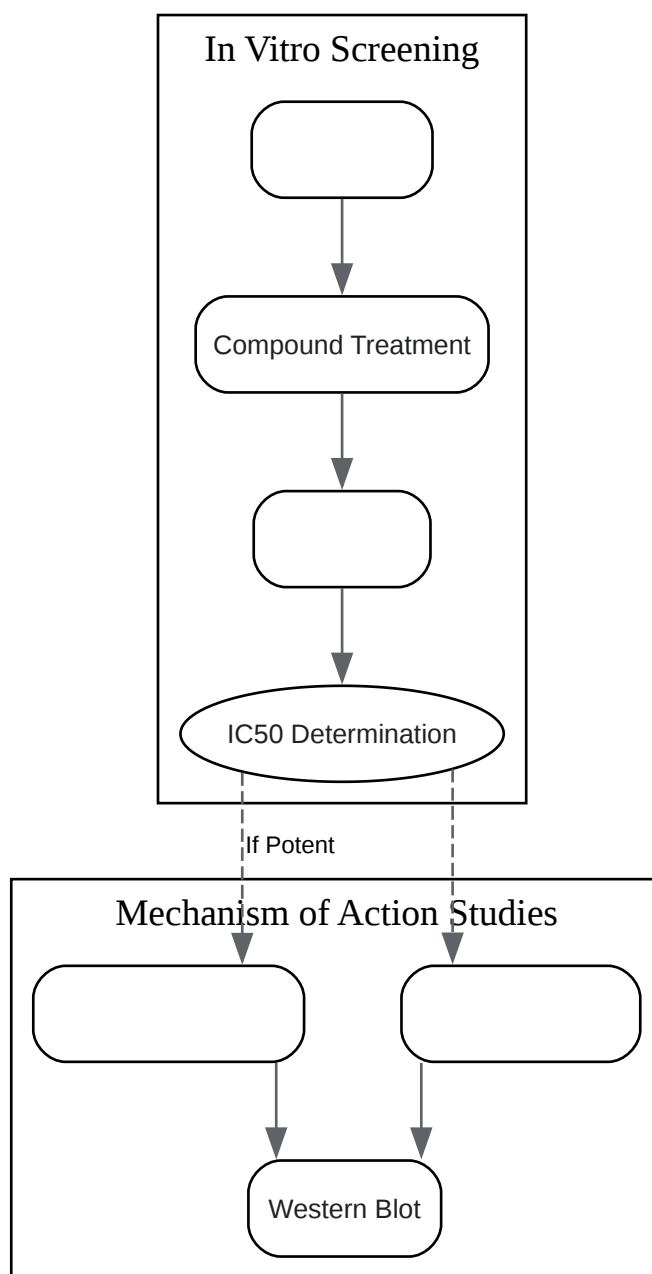 In Vitro Screening
Compound Treatment
IC50 Determination
If Potent
Mechanism of Action Studies
Western Blot